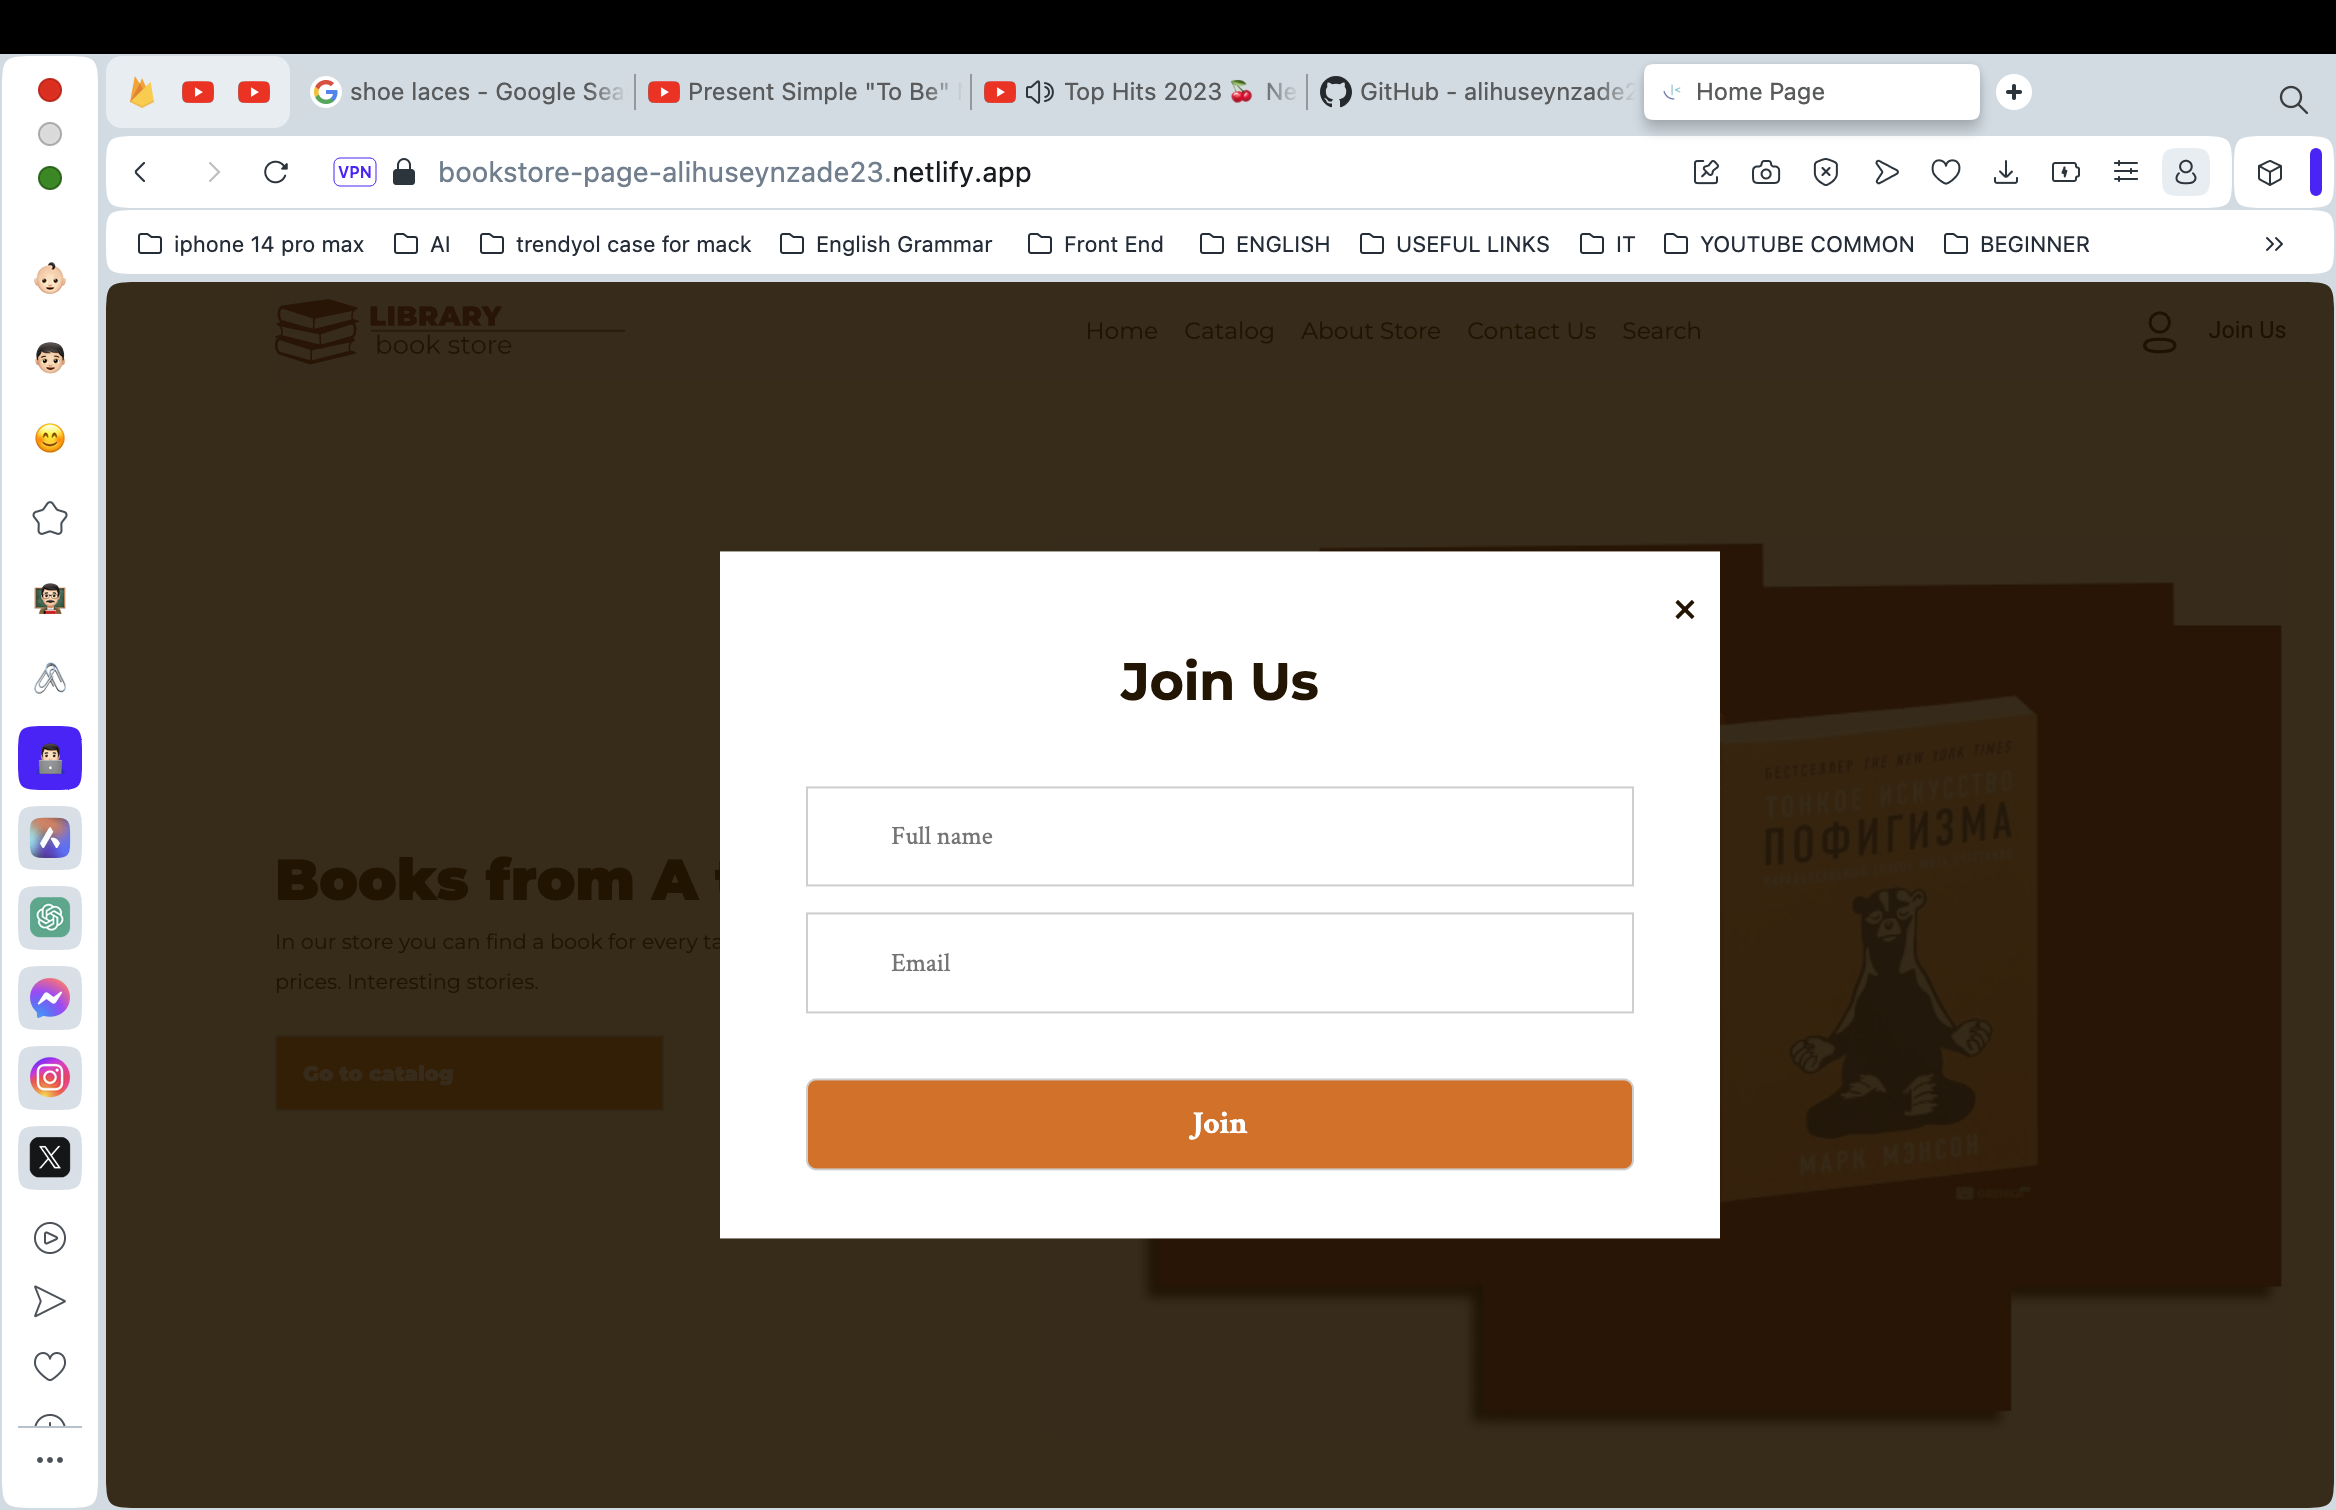 shoe laces - Google Sea
Present Simple "To Be"
Top Hits 2023 🍒 Ne
GitHub - alihuseynzade2
Home Page
VPN
bookstore-page-alihuseynzade23.netlify.app
iphone 14 pro max
AI
trendyol case for mack
English Grammar
Front End
ENGLISH
USEFUL LINKS
IT
YOUTUBE COMMON
BEGINNER
LIBRARY
book store
Home
Catalog
About Store
Contact Us
Search
Join Us
Join Us
Full name
Email
Join
Books from A
In our store you can find a book for every ta
prices. Interesting stories.
Go to catalog
БЕСТСЕЛЛЕР THE NEW YORK TIMES
ТОНКОЕ ИСКУССТВО
ПОФИГИЗМА
МАРК МЭНСОН